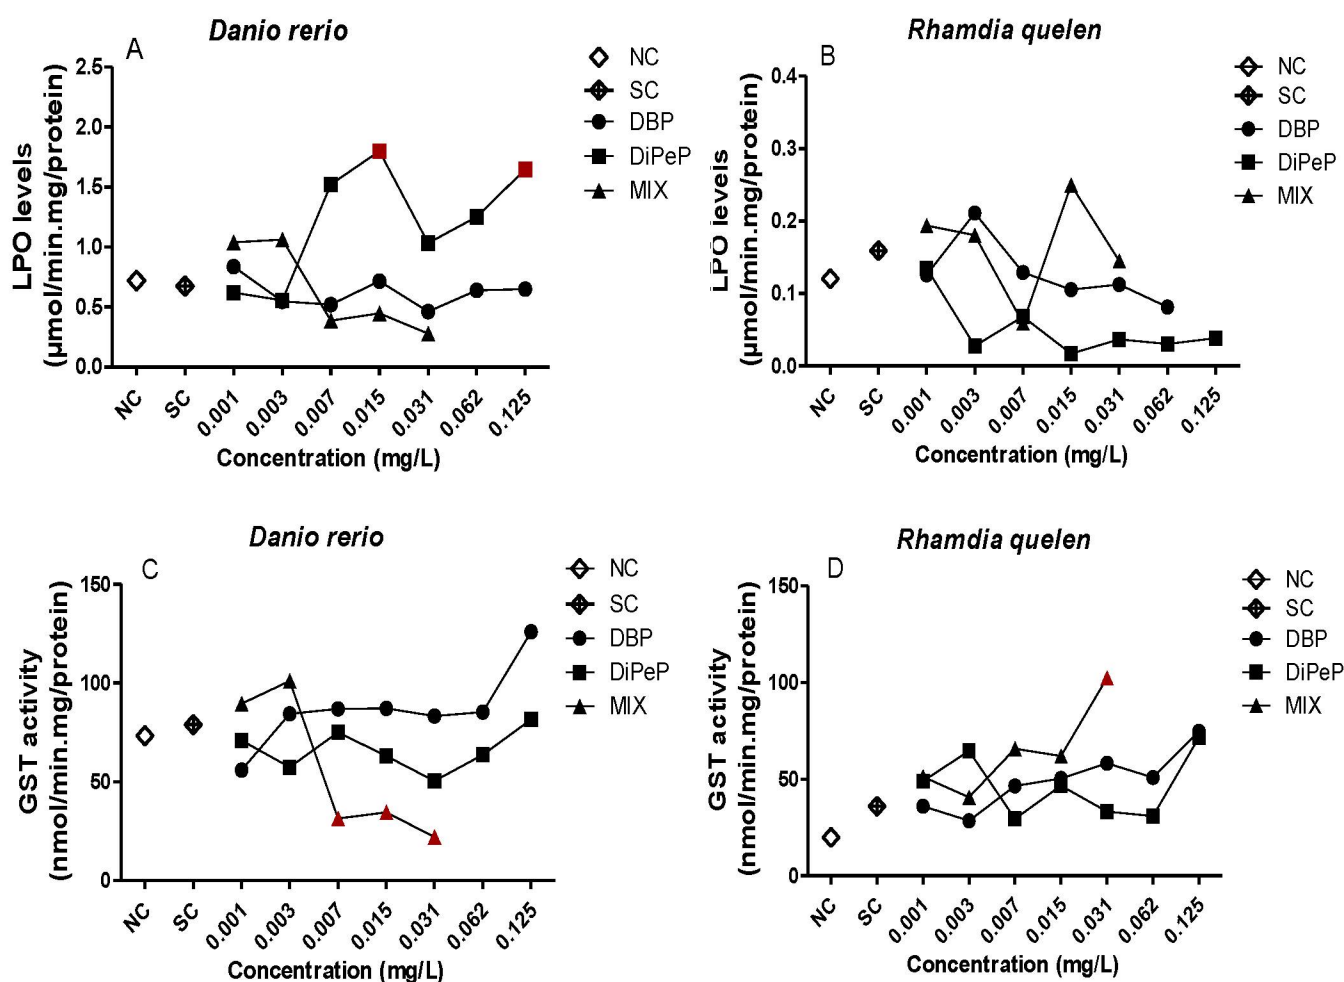 Danio rerio
A
NC
SC
DBP
DiPeP
MIX
LPO levels
(µmol/min.mg/protein)
2.5
2.0
1.5
1.0
0.5
0.0
NC
SC
0.001
0.003
0.007
0.015
0.031
0.062
0.125
Concentration (mg/L)
Rhamdia quelen
B
NC
SC
DBP
DiPeP
MIX
LPO levels
(µmol/min.mg/protein)
0.4
0.3
0.2
0.1
0.0
NC
SC
0.001
0.003
0.007
0.015
0.031
0.062
0.125
Concentration (mg/L)
Danio rerio
C
NC
SC
DBP
DiPeP
MIX
GST activity
(nmol/min.mg/protein)
150
100
50
0
NC
SC
0.001
0.003
0.007
0.015
0.031
0.062
0.125
Concentration (mg/L)
Rhamdia quelen
D
NC
SC
DBP
DiPeP
MIX
GST activity
(nmol/min.mg/protein)
150
100
50
0
NC
SC
0.001
0.003
0.007
0.015
0.031
0.062
0.125
Concentration (mg/L)